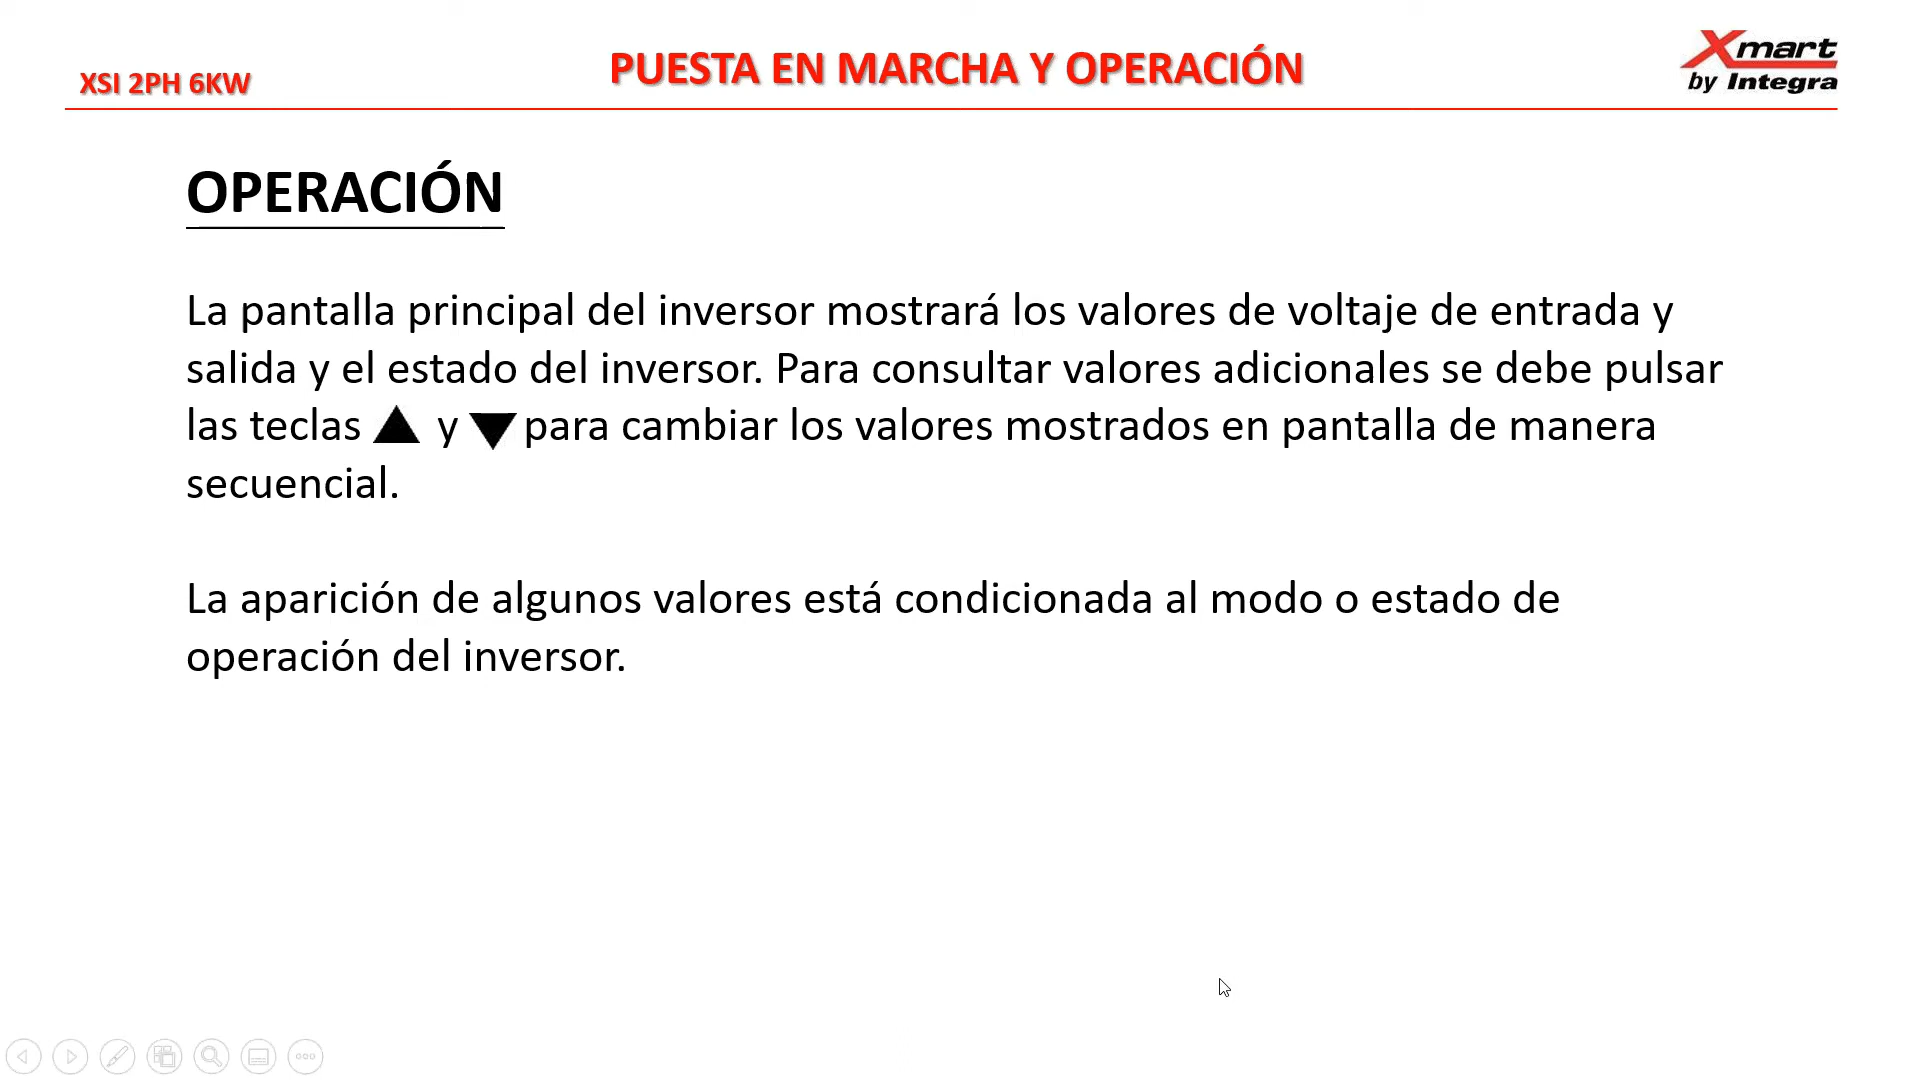 XSI 2PH 6KW
PUESTA EN MARCHA Y OPERACIÓN
Xmart
by Integra
OPERACIÓN
La pantalla principal del inversor mostrará los valores de voltaje de entrada y
salida y el estado del inversor. Para consultar valores adicionales se debe pulsar
las teclas ▲ y ▼ para cambiar los valores mostrados en pantalla de manera
secuencial.
La aparición de algunos valores está condicionada al modo o estado de
operación del inversor.